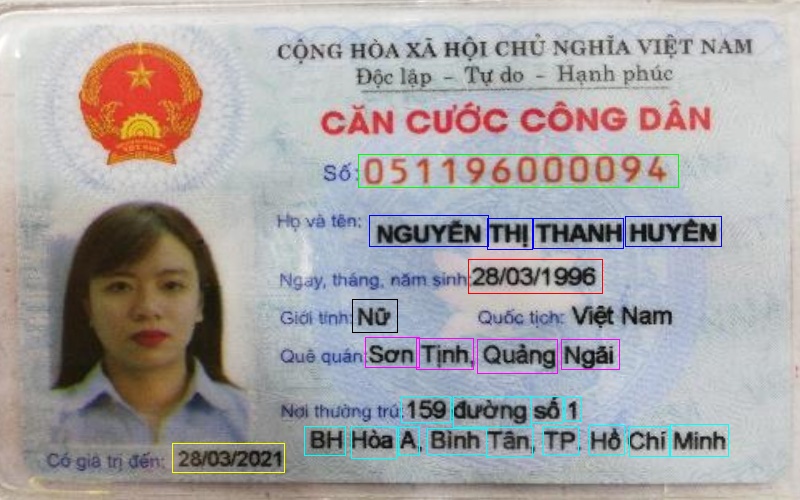 CỘNG HÒA XÃ HỘI CHỦ NGHĨA VIỆT NAM
Độc lập - Tự do - Hạnh phúc
CĂN CƯỚC CÔNG DÂN
Số: 051196000094
Họ và tên: NGUYỄN THỊ THANH HUYÊN
Ngày, tháng, năm sinh: 28/03/1996
Giới tính: Nữ Quốc tịch: Việt Nam
Quê quán: Sơn Tịnh, Quảng Ngãi
Nơi thường trú: 159 đường số 1
BH Hòa A, Bình Tân, TP. Hồ Chí Minh
Có giá trị đến: 28/03/2021